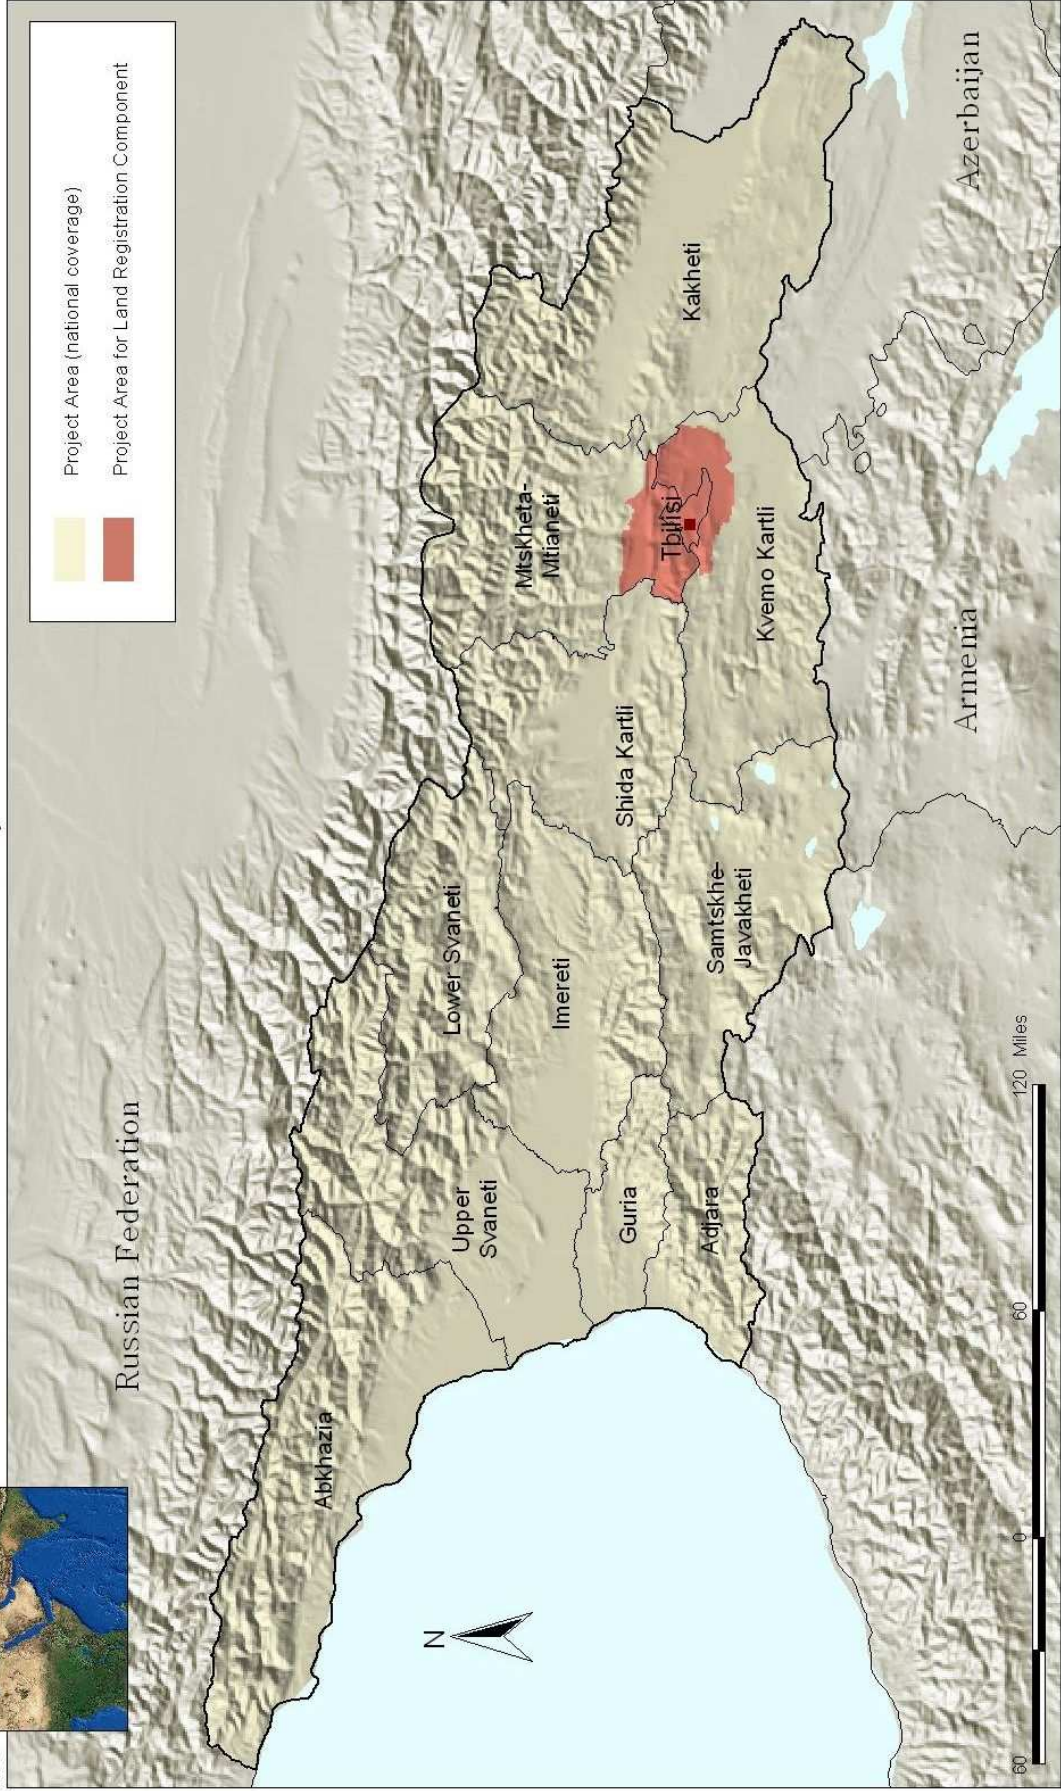 Project Area (national coverage)
Project Area for Land Registration Component
Russian Federation
Abkhazia
Upper
Svaneti
Lower Svaneti
Mtskheta-
Mtianeti
Imereti
Guria
Shida Kartli
Tbilisi
Kakheti
Adjara
Samtskhe-
Javakheti
Kvemo Kartli
Armenia
Azerbaijan
N
60 0 60 120 Miles